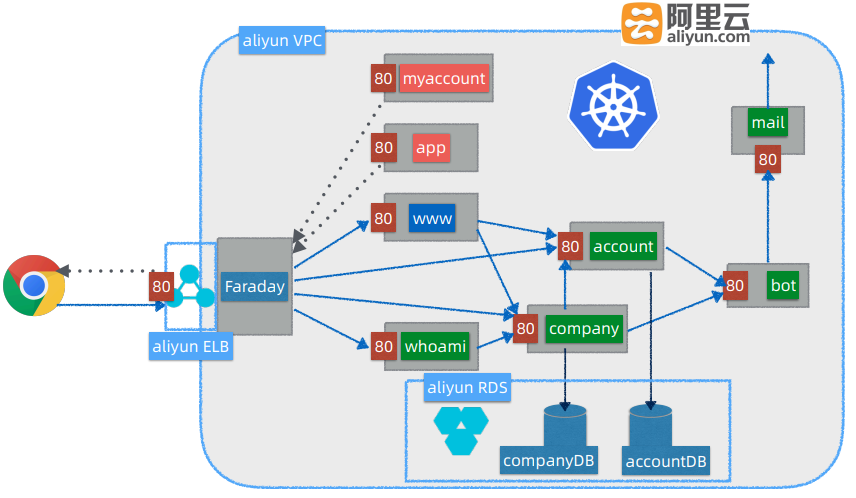 阿里云
aliyun.com
aliyun VPC
80
myaccount
80
app
80
www
80
mail
80
account
80
Faraday
80
bot
80
company
80
whoami
aliyun ELB
aliyun RDS
companyDB
accountDB